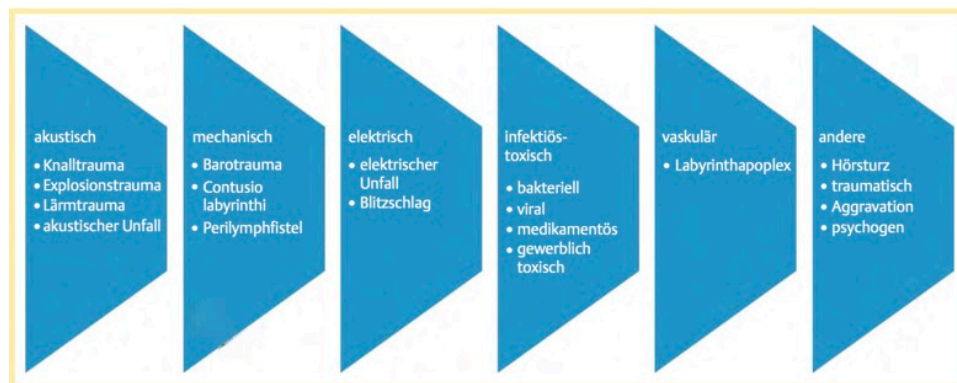 akustisch
• Knalltrauma
• Explosionstrauma
• Lärmtrauma
• akustischer Unfall
mechanisch
• Barotrauma
• Contusio
labyrinthi
• Perilymphfistel
elektrisch
• elektrischer
Unfall
• Blitzschlag
infektiös-
toxisch
• bakteriell
• viral
• medikamentös
• gewerblich
toxisch
vaskulär
• Labyrinthapoplex
andere
• Hörsturz
• traumatisch
• Aggravation
• psychogen